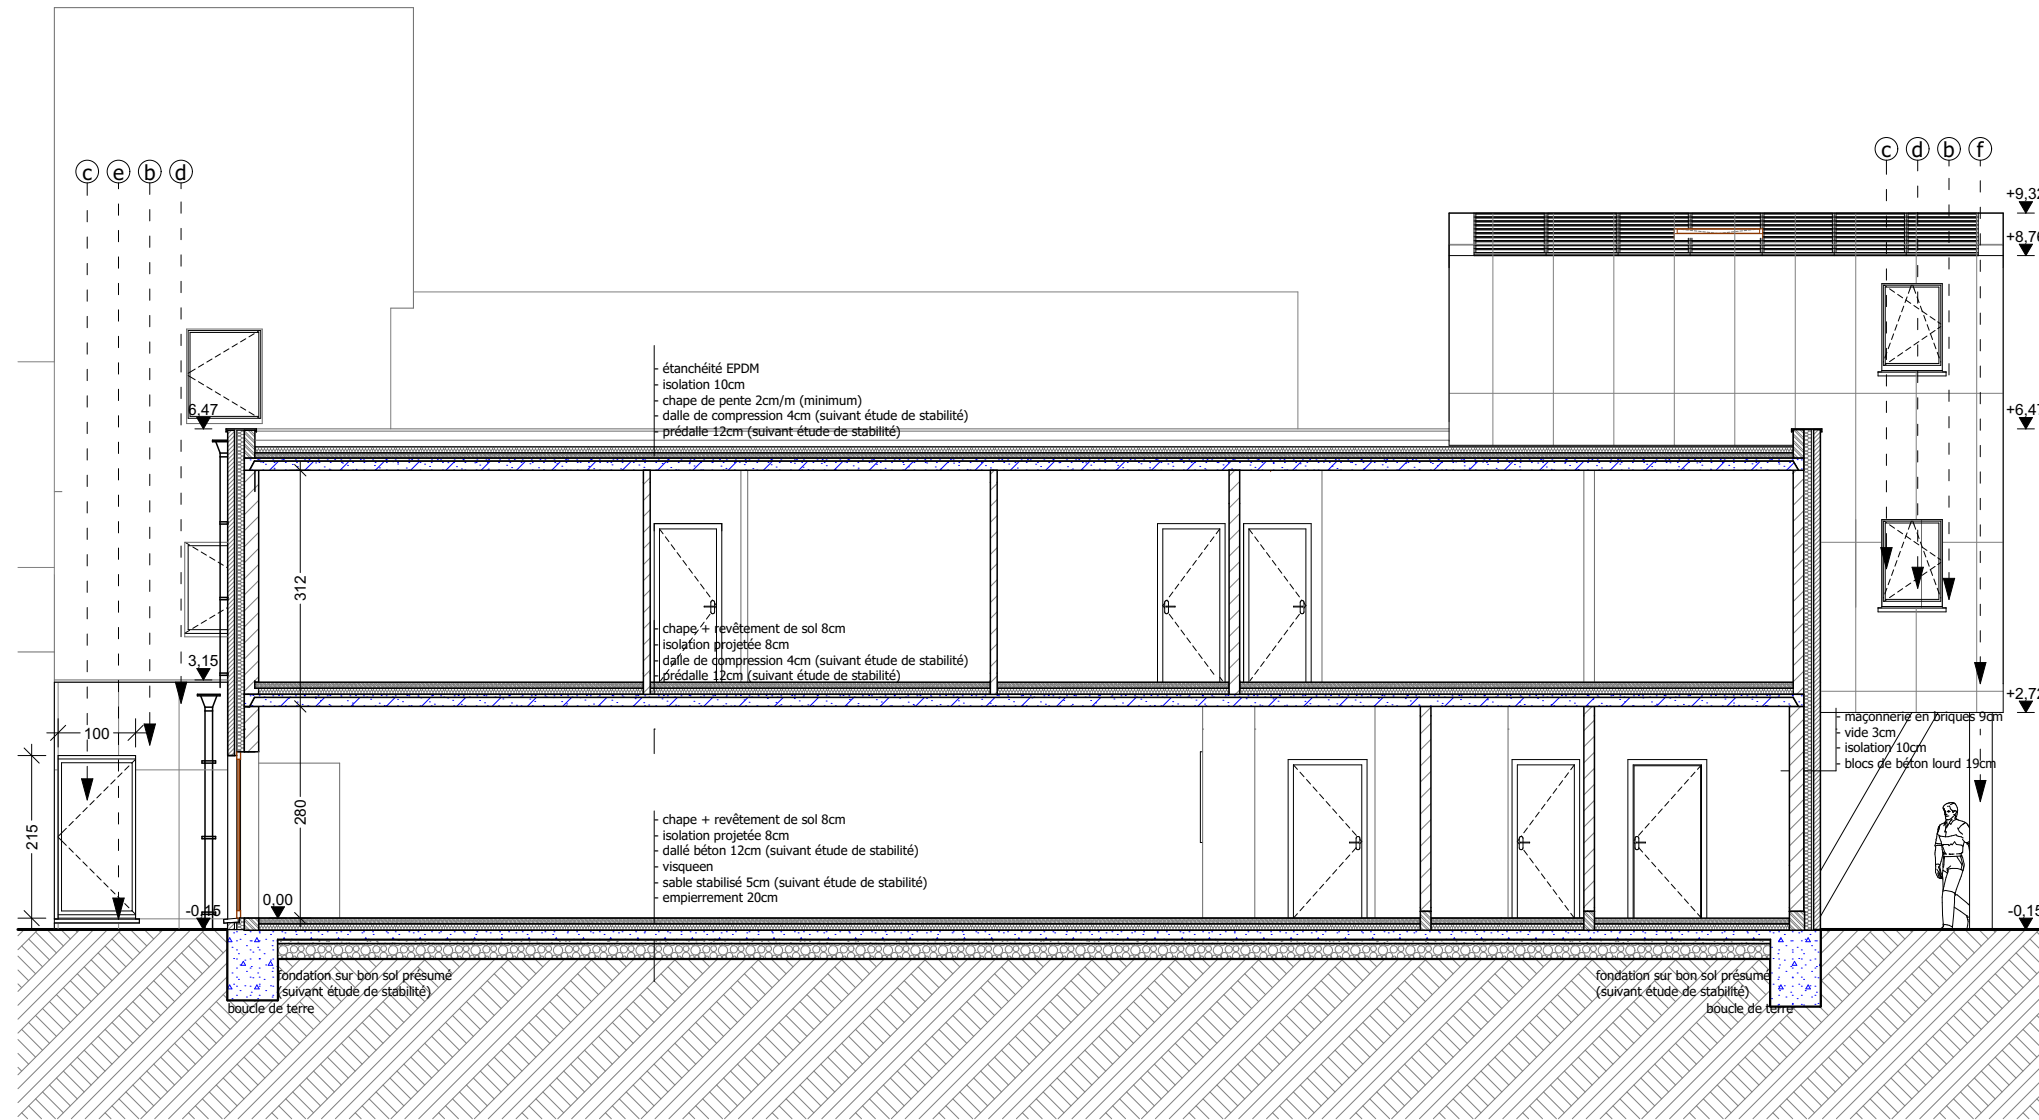 c e b d
c d b f
+9,32
+8,76
- étanchéité EPDM
- isolation 10cm
- chape de pente 2cm/m (minimum)
- dalle de compression 4cm (suivant étude de stabilité)
- prédalle 12cm (suivant étude de stabilité)
6,47
+6,47
312
- chape + revêtement de sol 8cm
- isolation projetée 8cm
- dalle de compression 4cm (suivant étude de stabilité)
- prédalle 12cm (suivant étude de stabilité)
3,15
+2,72
- maçonnerie en briques 9cm
- vide 3cm
- isolation 10cm
- blocs de béton lourd 19cm
100
215
280
- chape + revêtement de sol 8cm
- isolation projetée 8cm
- dallé béton 12cm (suivant étude de stabilité)
- visqueen
- sable stabilisé 5cm (suivant étude de stabilité)
- empierrement 20cm
0,00
-0,15
-0,15
fondation sur bon sol présumé
(suivant étude de stabilité)
boucle de terre
fondation sur bon sol présumé
(suivant étude de stabilité)
boucle de terre